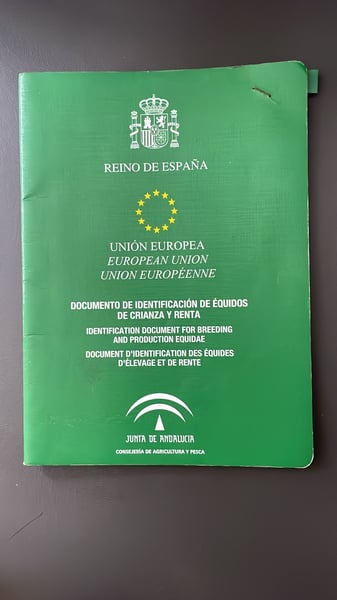 REINO DE ESPAÑA
UNIÓN EUROPEA
EUROPEAN UNION
UNION EUROPÉENNE
DOCUMENTO DE IDENTIFICACIÓN DE ÉQUIDOS
DE CRIANZA Y RENTA
IDENTIFICATION DOCUMENT FOR BREEDING
AND PRODUCTION EQUIDAE
DOCUMENT D'IDENTIFICATION DES ÉQUIDES
D'ÉLEVAGE ET DE RENTE
JUNTA DE ANDALUCIA
CONSEJERÍA DE AGRICULTURA Y PESCA